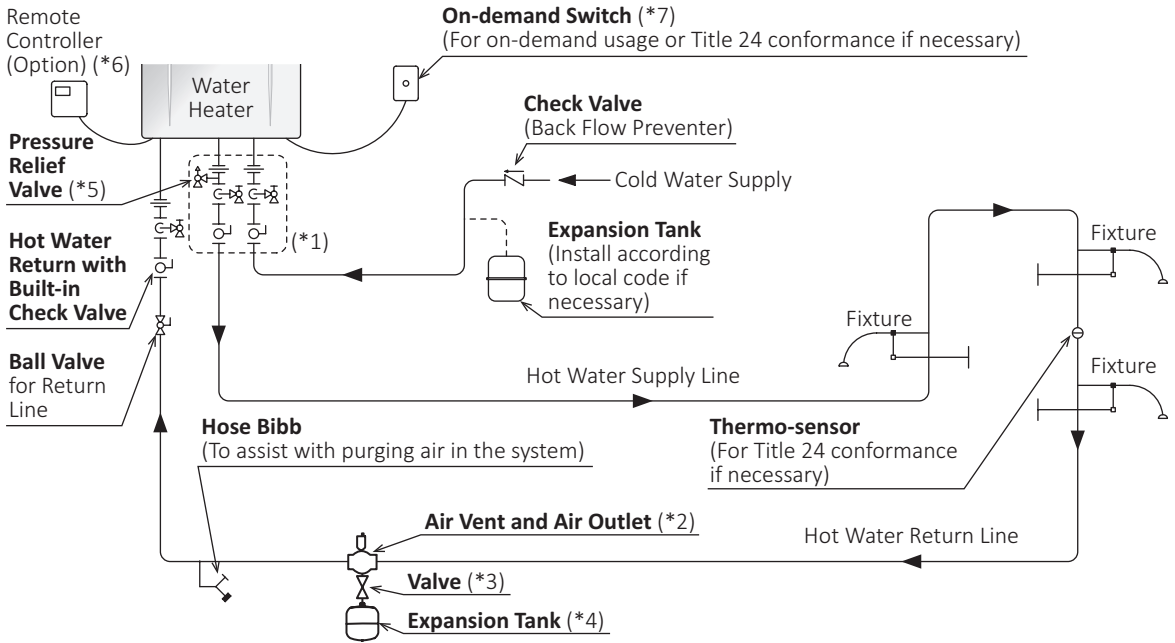 Remote
Controller
(Option) (*6)
Water
Heater
On-demand Switch (*7)
(For on-demand usage or Title 24 conformance if necessary)
Check Valve
(Back Flow Preventer)
Cold Water Supply
Pressure
Relief
Valve (*5)
(*1)
Expansion Tank
(Install according
to local code if
necessary)
Hot Water
Return with
Built-in
Check Valve
Fixture
Fixture
Fixture
Ball Valve
for Return
Line
Hot Water Supply Line
Hose Bibb
(To assist with purging air in the system)
Thermo-sensor
(For Title 24 conformance
if necessary)
Air Vent and Air Outlet (*2)
Hot Water Return Line
Valve (*3)
Expansion Tank (*4)